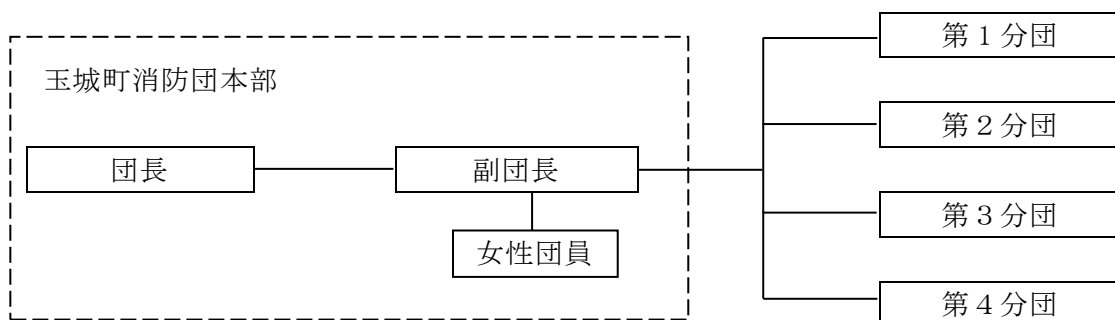 玉城町消防団本部
団長
副団長
女性団員
第１分団
第２分団
第３分団
第４分団